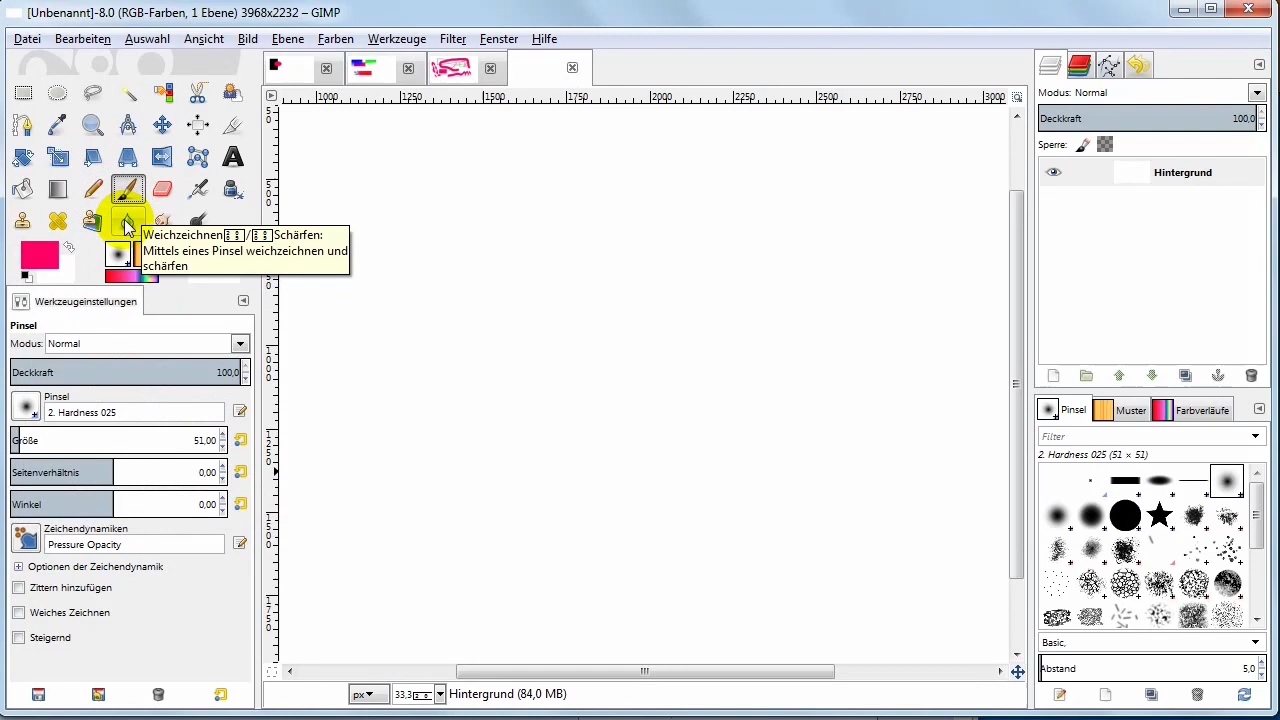 [Unbenannt]-8.0 (RGB-Farben, 1 Ebene) 3968x2232 – GIMP
Datei Bearbeiten Auswahl Ansicht Bild Ebene Farben Werkzeuge Filter Fenster Hilfe
1000 1250 1500 1750 2000 2250 2500 2750 3000
Weichzeichnen / Schärfen:
Mittels eines Pinsel weichzeichnen und
schärfen
Werkzeugeinstellungen
Pinsel
Modus: Normal
Deckkraft 100,0
Pinsel
2. Hardness 025
Größe 51,00
Seitenverhältnis 0,00
Winkel 0,00
Zeichendynamiken
Pressure Opacity
Optionen der Zeichendynamik
Zittern hinzufügen
Weiches Zeichnen
Steigernd
px 33,3 Hintergrund (84,0 MB)
Modus: Normal
Deckkraft 100,0
Sperre:
Hintergrund
Pinsel Muster Farbverläufe
Filter
2. Hardness 025 (51 × 51)
Basic,
Abstand 5,0